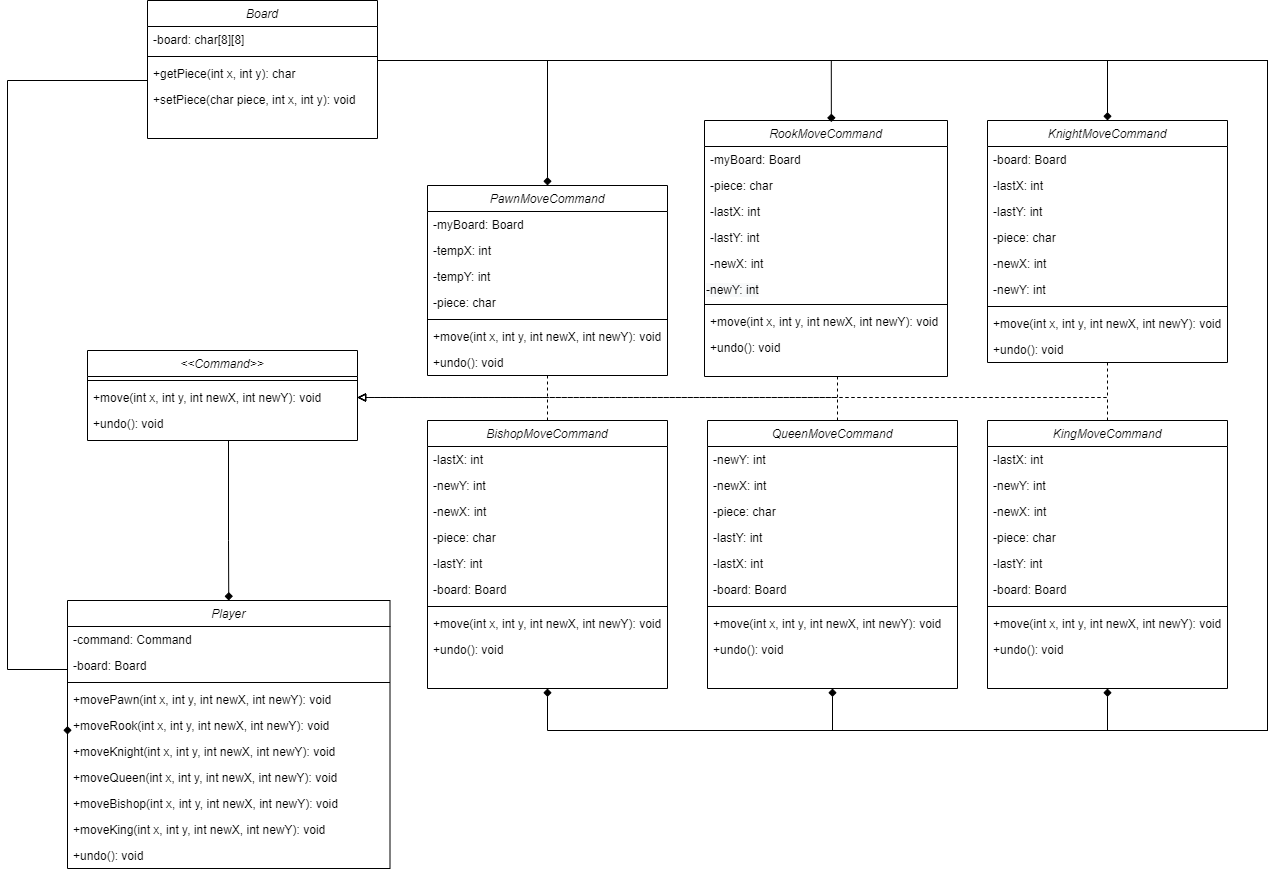 Board
-board: char[8][8]
+getPiece(int x, int y): char
+setPiece(char piece, int x, int y): void
RookMoveCommand
-myBoard: Board
-piece: char
-lastX: int
-lastY: int
-newX: int
-newY: int
+move(int x, int y, int newX, int newY): void
+undo(): void
KnightMoveCommand
-board: Board
-lastX: int
-lastY: int
-piece: char
-newX: int
-newY: int
+move(int x, int y, int newX, int newY): void
+undo(): void
PawnMoveCommand
-myBoard: Board
-tempX: int
-tempY: int
-piece: char
+move(int x, int y, int newX, int newY): void
+undo(): void
<<Command>>
+move(int x, int y, int newX, int newY): void
+undo(): void
BishopMoveCommand
-lastX: int
-newY: int
-newX: int
-piece: char
-lastY: int
-board: Board
+move(int x, int y, int newX, int newY): void
+undo(): void
QueenMoveCommand
-newY: int
-newX: int
-piece: char
-lastY: int
-lastX: int
-board: Board
+move(int x, int y, int newX, int newY): void
+undo(): void
KingMoveCommand
-lastX: int
-newY: int
-newX: int
-piece: char
-lastY: int
-board: Board
+move(int x, int y, int newX, int newY): void
+undo(): void
Player
-command: Command
-board: Board
+movePawn(int x, int y, int newX, int newY): void
+moveRook(int x, int y, int newX, int newY): void
+moveKnight(int x, int y, int newX, int newY): void
+moveQueen(int x, int y, int newX, int newY): void
+moveBishop(int x, int y, int newX, int newY): void
+moveKing(int x, int y, int newX, int newY): void
+undo(): void